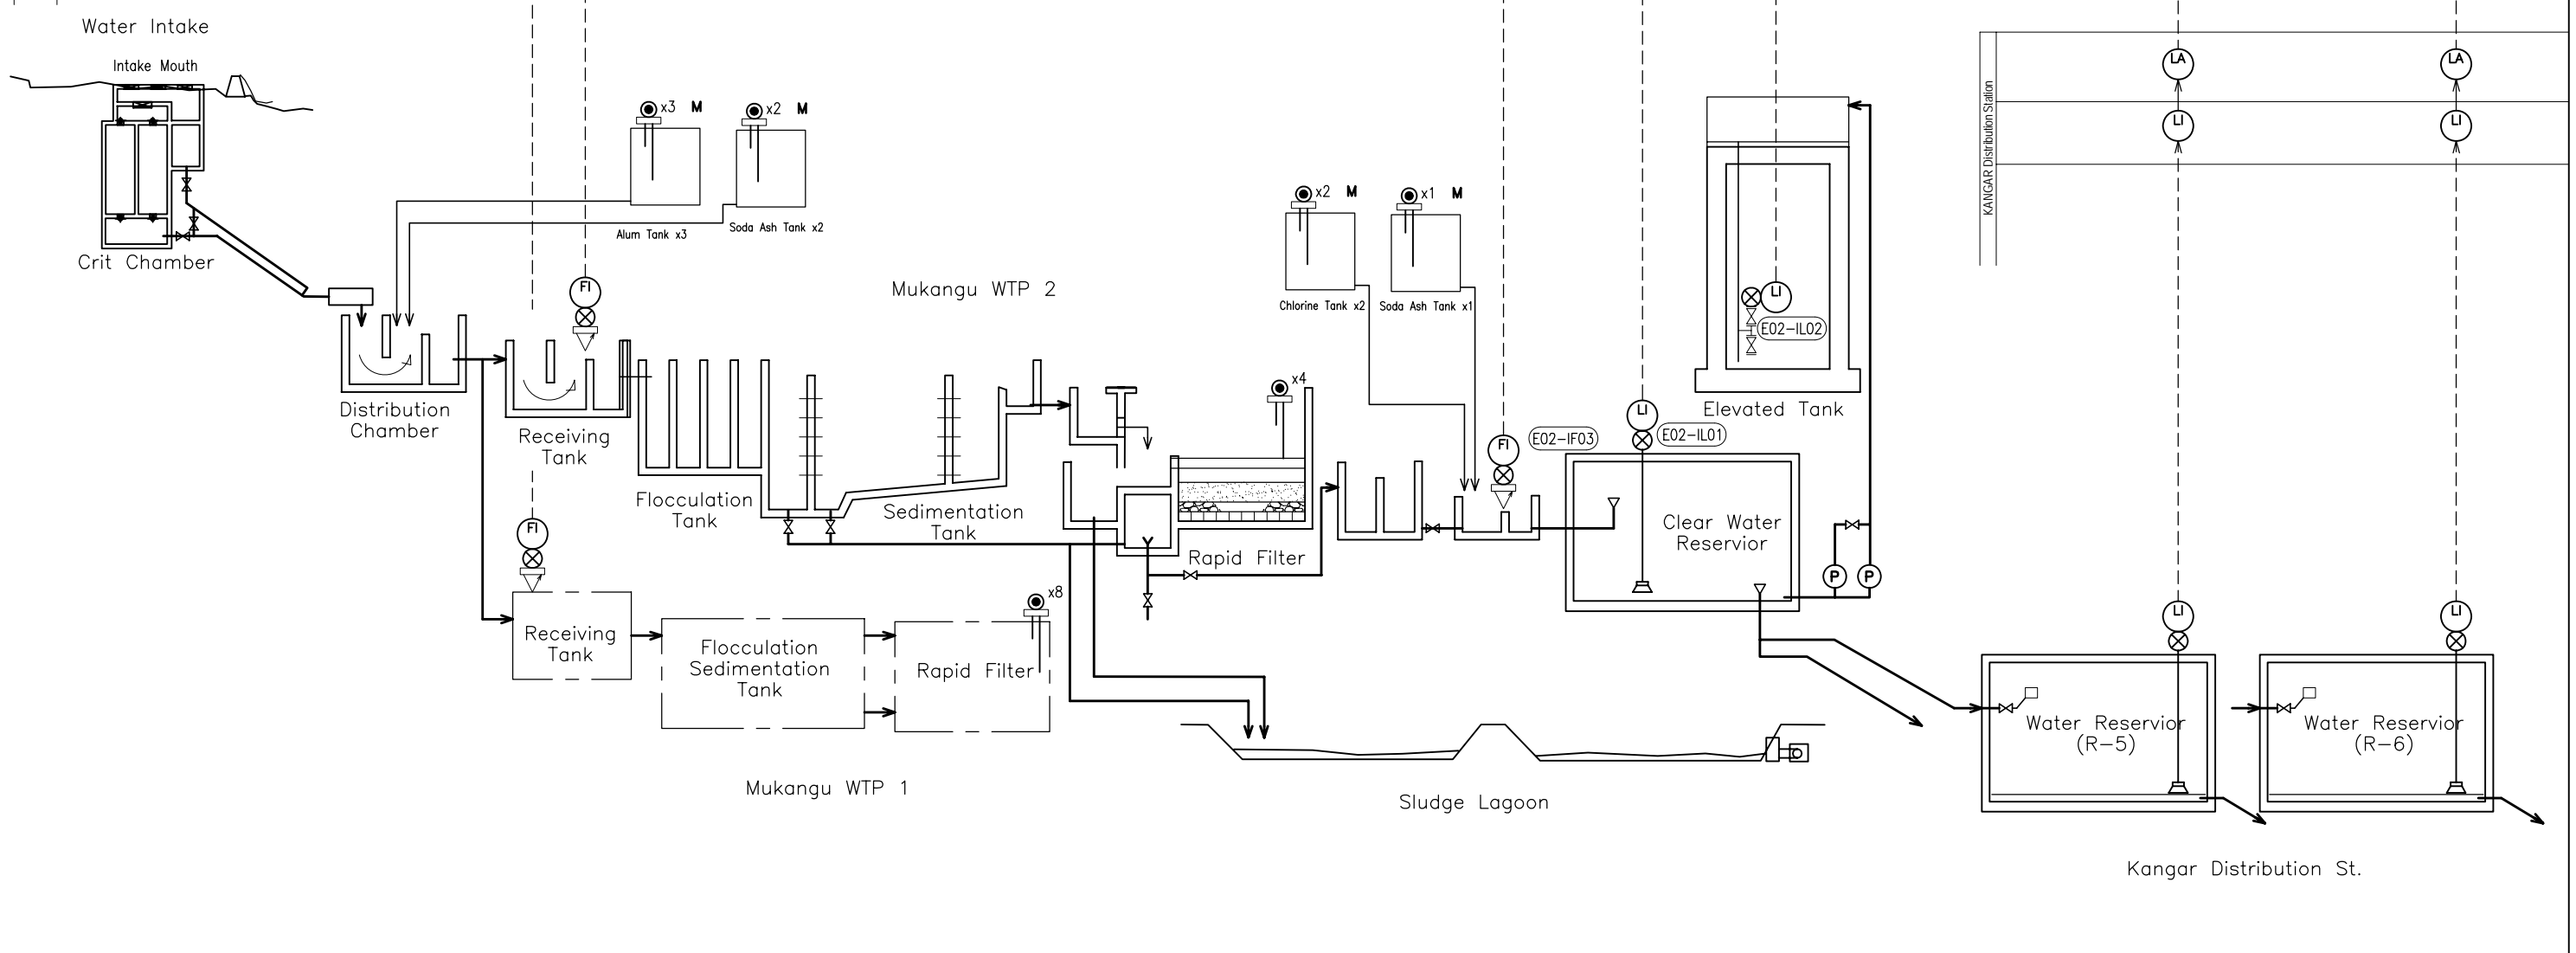 Water Intake
Intake Mouth
Crit Chamber
x3 M
x2 M
Alum Tank x3
Soda Ash Tank x2
FI
Mukangu WTP 2
Distribution
Chamber
Receiving
Tank
Flocculation
Tank
Sedimentation
Tank
x4
Rapid Filter
x2 M
x1 M
Chlorine Tank x2
Soda Ash Tank x1
FI
E02-IF03
LI
E02-IL01
LI
E02-IL02
Elevated Tank
Clear Water
Reservior
P
P
KANGAR Distribution Station
LA
LA
LI
LI
FI
Receiving
Tank
Flocculation
Sedimentation
Tank
x8
Rapid Filter
Mukangu WTP 1
Sludge Lagoon
LI
LI
Water Reservior
(R-5)
Water Reservior
(R-6)
Kangar Distribution St.